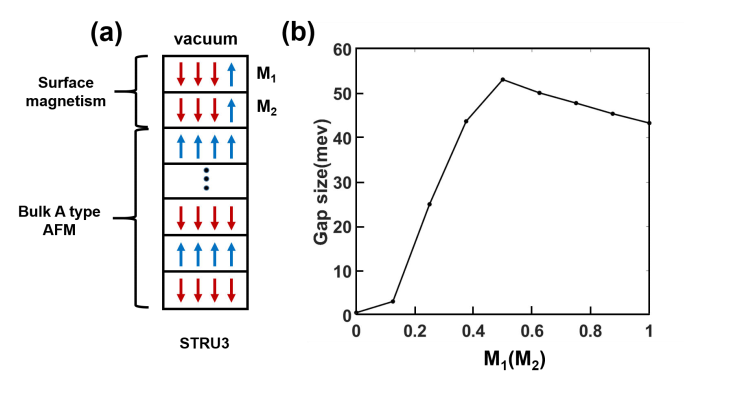 (a)
vacuum
Surface
magnetism
M₁
M₂
Bulk A type
AFM
STRU3
(b)
Gap size(mev)
60
50
40
30
20
10
0
0 0.2 0.4 0.6 0.8 1
M₁(M₂)